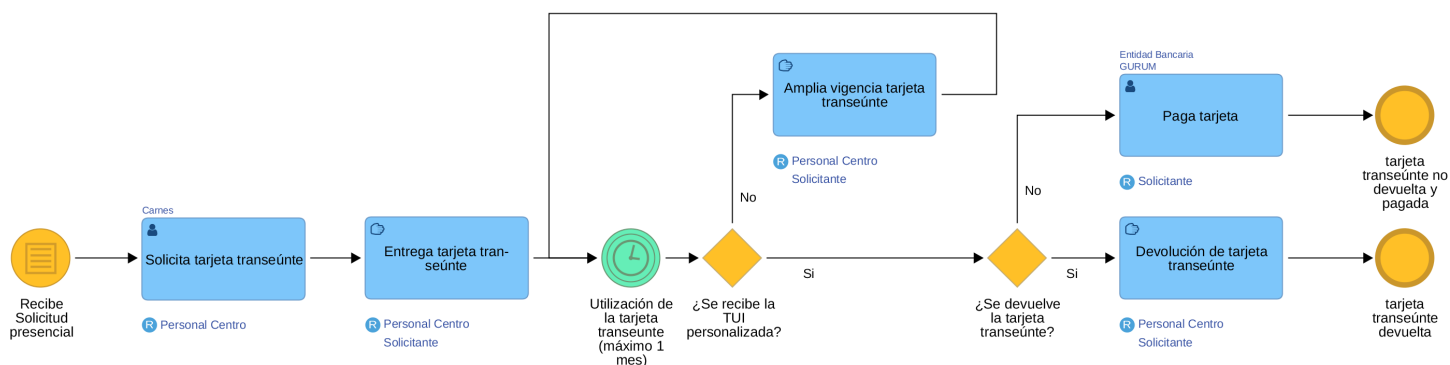 Recibe
Solicitud
presencial
Carnes
Solicita tarjeta transeúnte
R Personal Centro
Entrega tarjeta tran-
seúnte
R Personal Centro
Solicitante
Utilización de
la tarjeta
transeunte
(máximo 1
mes)
¿Se recibe la
TUI
personalizada?
No
Si
Amplia vigencia tarjeta
transeúnte
R Personal Centro
Solicitante
¿Se devuelve
la tarjeta
transeúnte?
No
Si
Entidad Bancaria
GURUM
Paga tarjeta
R Solicitante
tarjeta
transeúnte no
devuelta y
pagada
Devolución de tarjeta
transeúnte
R Personal Centro
Solicitante
tarjeta
transeúnte
devuelta